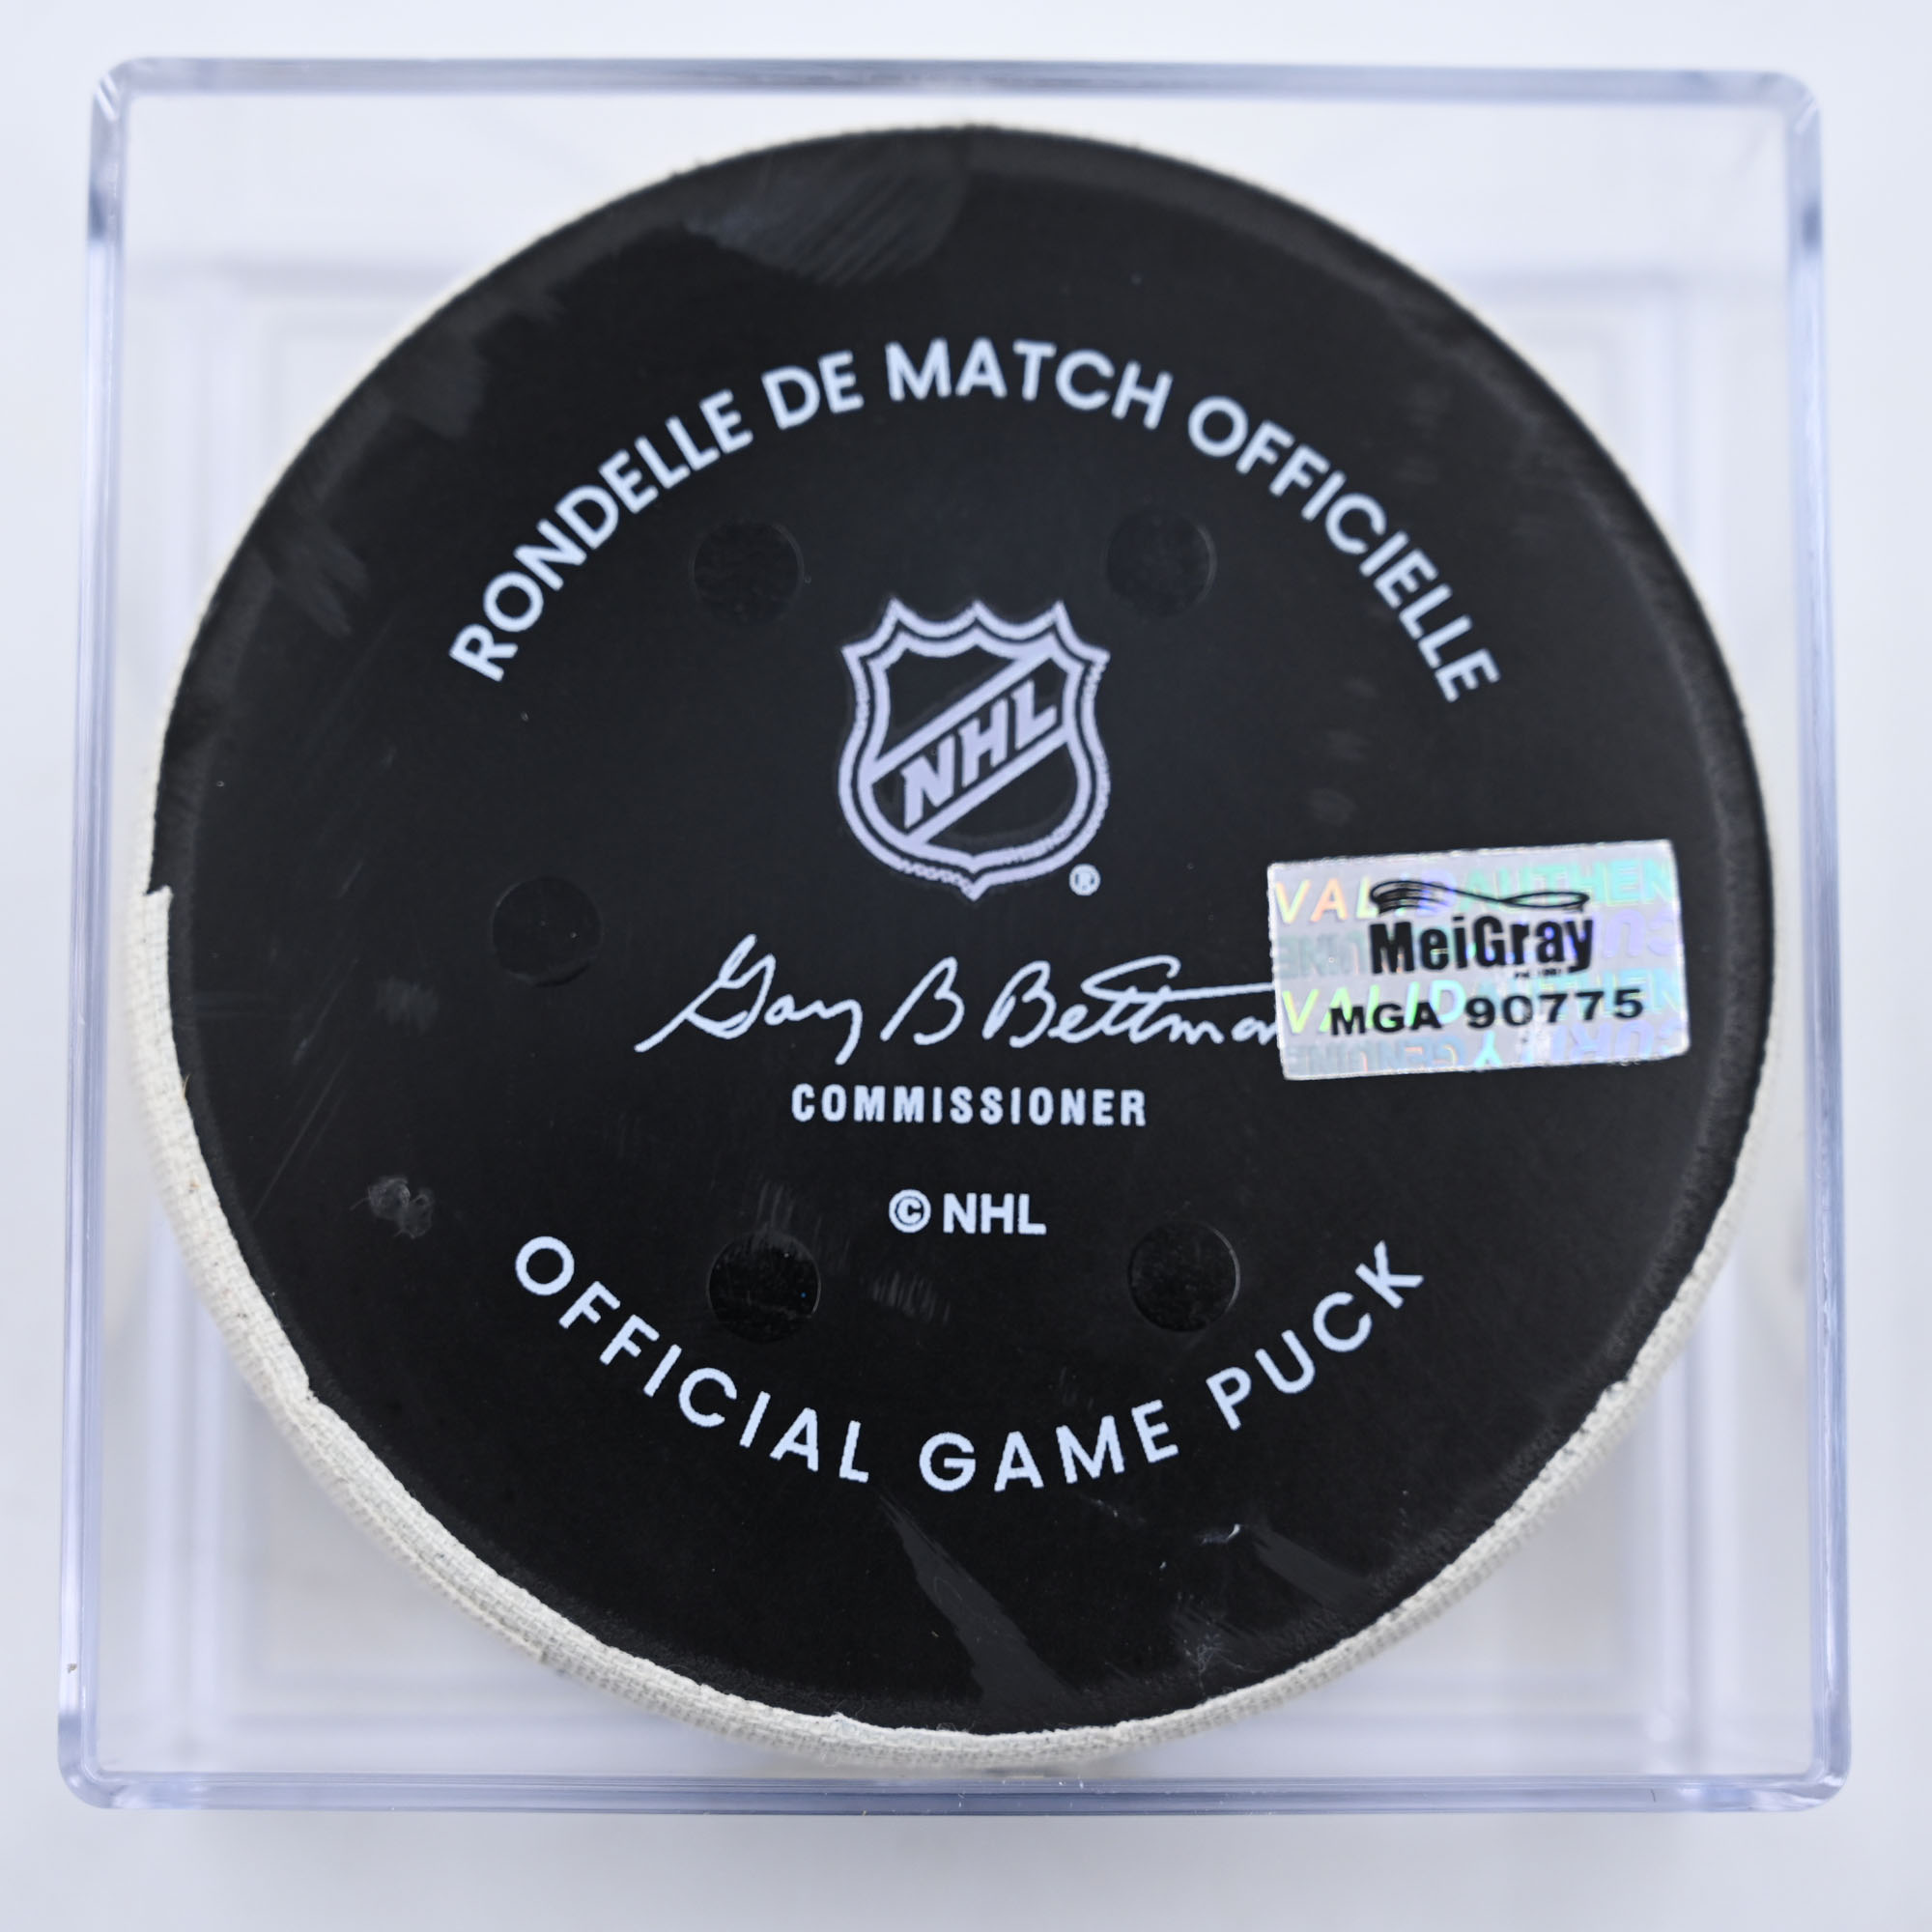 RONDELLE DE MATCH OFFICIELLE
NHL
®
Gary B Bettman
MeiGray
MGA 90775
COMMISSIONER
© NHL
OFFICIAL GAME PUCK